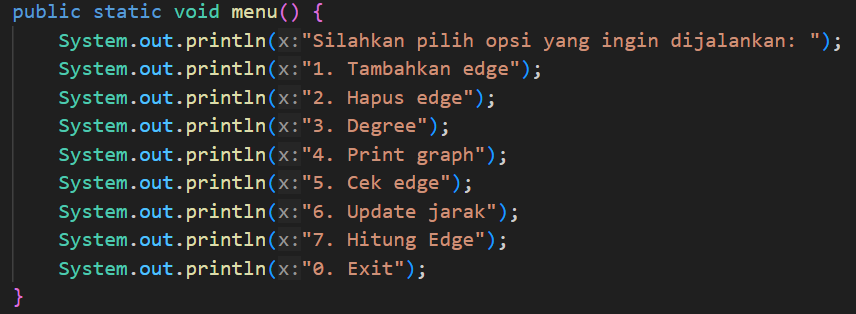 public static void menu() {
System.out.println(x:"Silahkan pilih opsi yang ingin dijalankan: ");
System.out.println(x:"1. Tambahkan edge");
System.out.println(x:"2. Hapus edge");
System.out.println(x:"3. Degree");
System.out.println(x:"4. Print graph");
System.out.println(x:"5. Cek edge");
System.out.println(x:"6. Update jarak");
System.out.println(x:"7. Hitung Edge");
System.out.println(x:"0. Exit");
}